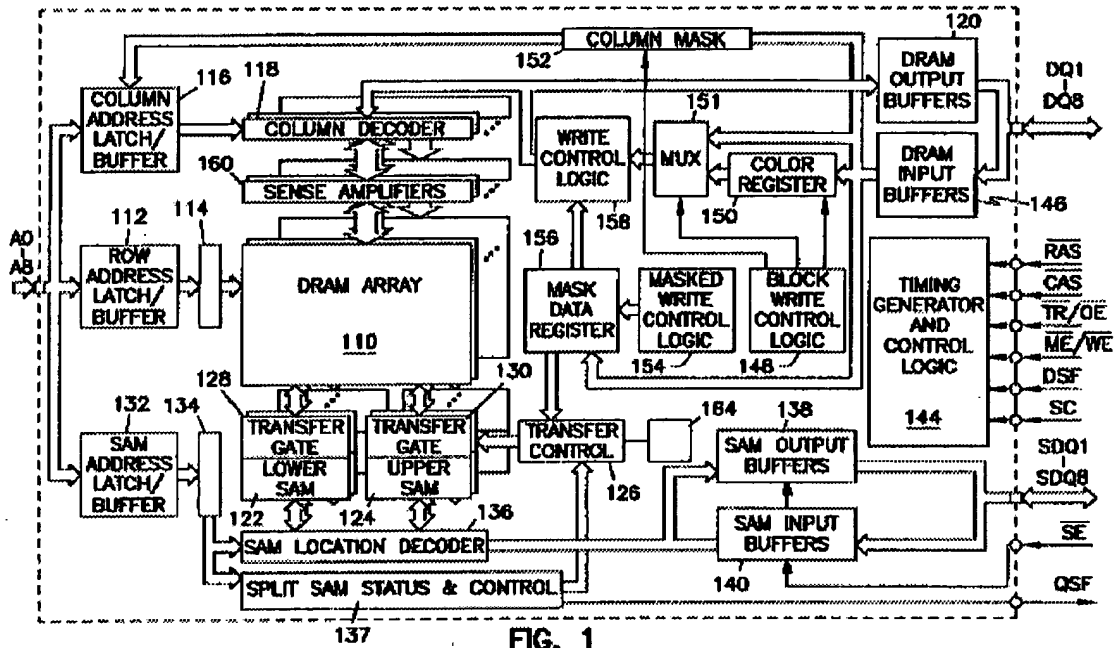 120
COLUMN MASK
152
116
118
DRAM
OUTPUT
BUFFERS
DQ1
DQ8
COLUMN
ADDRESS
LATCH/
BUFFER
COLUMN DECODER
151
WRITE
CONTROL
LOGIC
158
MUX
COLOR
REGISTER
150
DRAM
INPUT
BUFFERS
146
160
SENSE AMPLIFIERS
112
114
A0
A8
ROW
ADDRESS
LATCH/
BUFFER
DRAM ARRAY
110
156
MASK
DATA
REGISTER
MASKED
WRITE
CONTROL
LOGIC
154
BLOCK
WRITE
CONTROL
LOGIC
148
TIMING
GENERATOR
AND
CONTROL
LOGIC
144
RAS
CAS
TR/OE
ME/WE
DSF
SC
128
130
132
134
SAM
ADDRESS
LATCH/
BUFFER
TRANSFER
GATE
LOWER
SAM
122
TRANSFER
GATE
UPPER
SAM
124
TRANSFER
CONTROL
126
164
138
SAM OUTPUT
BUFFERS
SDQ1
SDQ8
136
SAM LOCATION DECODER
SAM INPUT
BUFFERS
140
SE
SPLIT SAM STATUS & CONTROL
137
QSF
FIG. 1